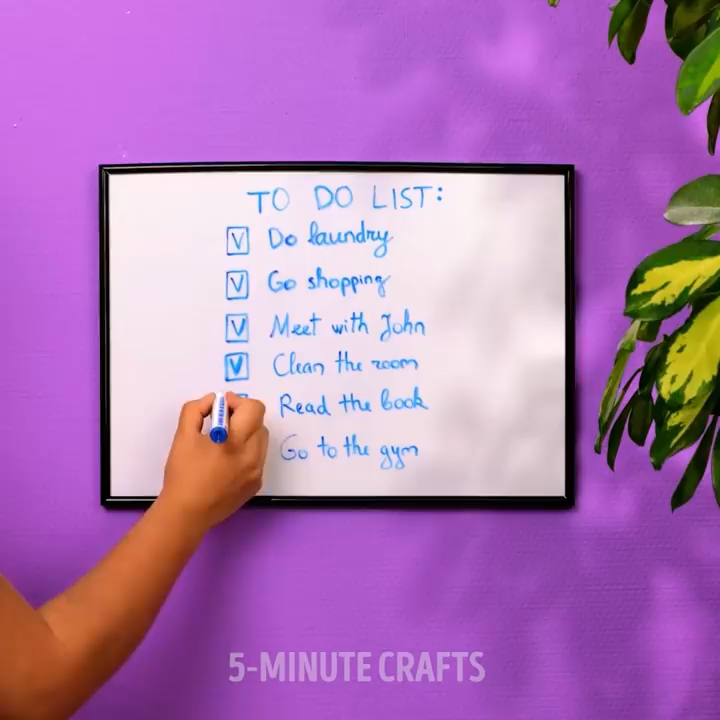 TO DO LIST:
Do laundry
Go shopping
Meet with John
Clean the room
Read the book
Go to the gym
5-MINUTE CRAFTS